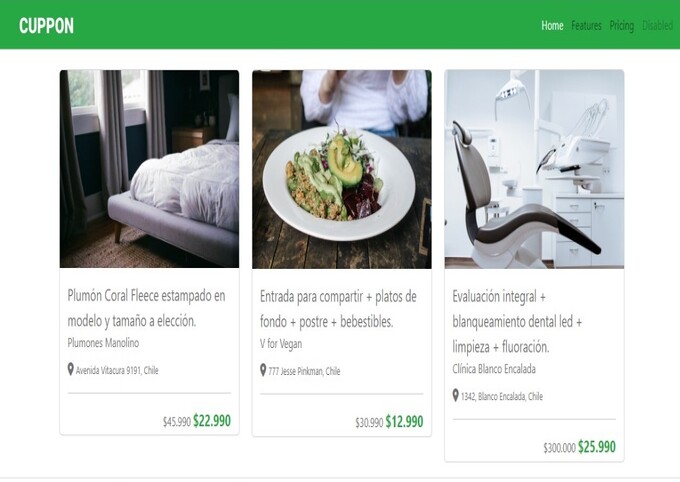 CUPPON
Home Features Pricing Disabled
Plumón Coral Fleece estampado en
modelo y tamaño a elección.
Plumones Manolino
Avenida Vitacura 9191, Chile
$45.990 $22.990
Entrada para compartir + platos de
fondo + postre + bebestibles.
V for Vegan
777 Jesse Pinkman, Chile
$30.990 $12.990
Evaluación integral +
blanqueamiento dental led +
limpieza + fluoración.
Clínica Blanco Encalada
1342, Blanco Encalada, Chile
$300.000 $25.990